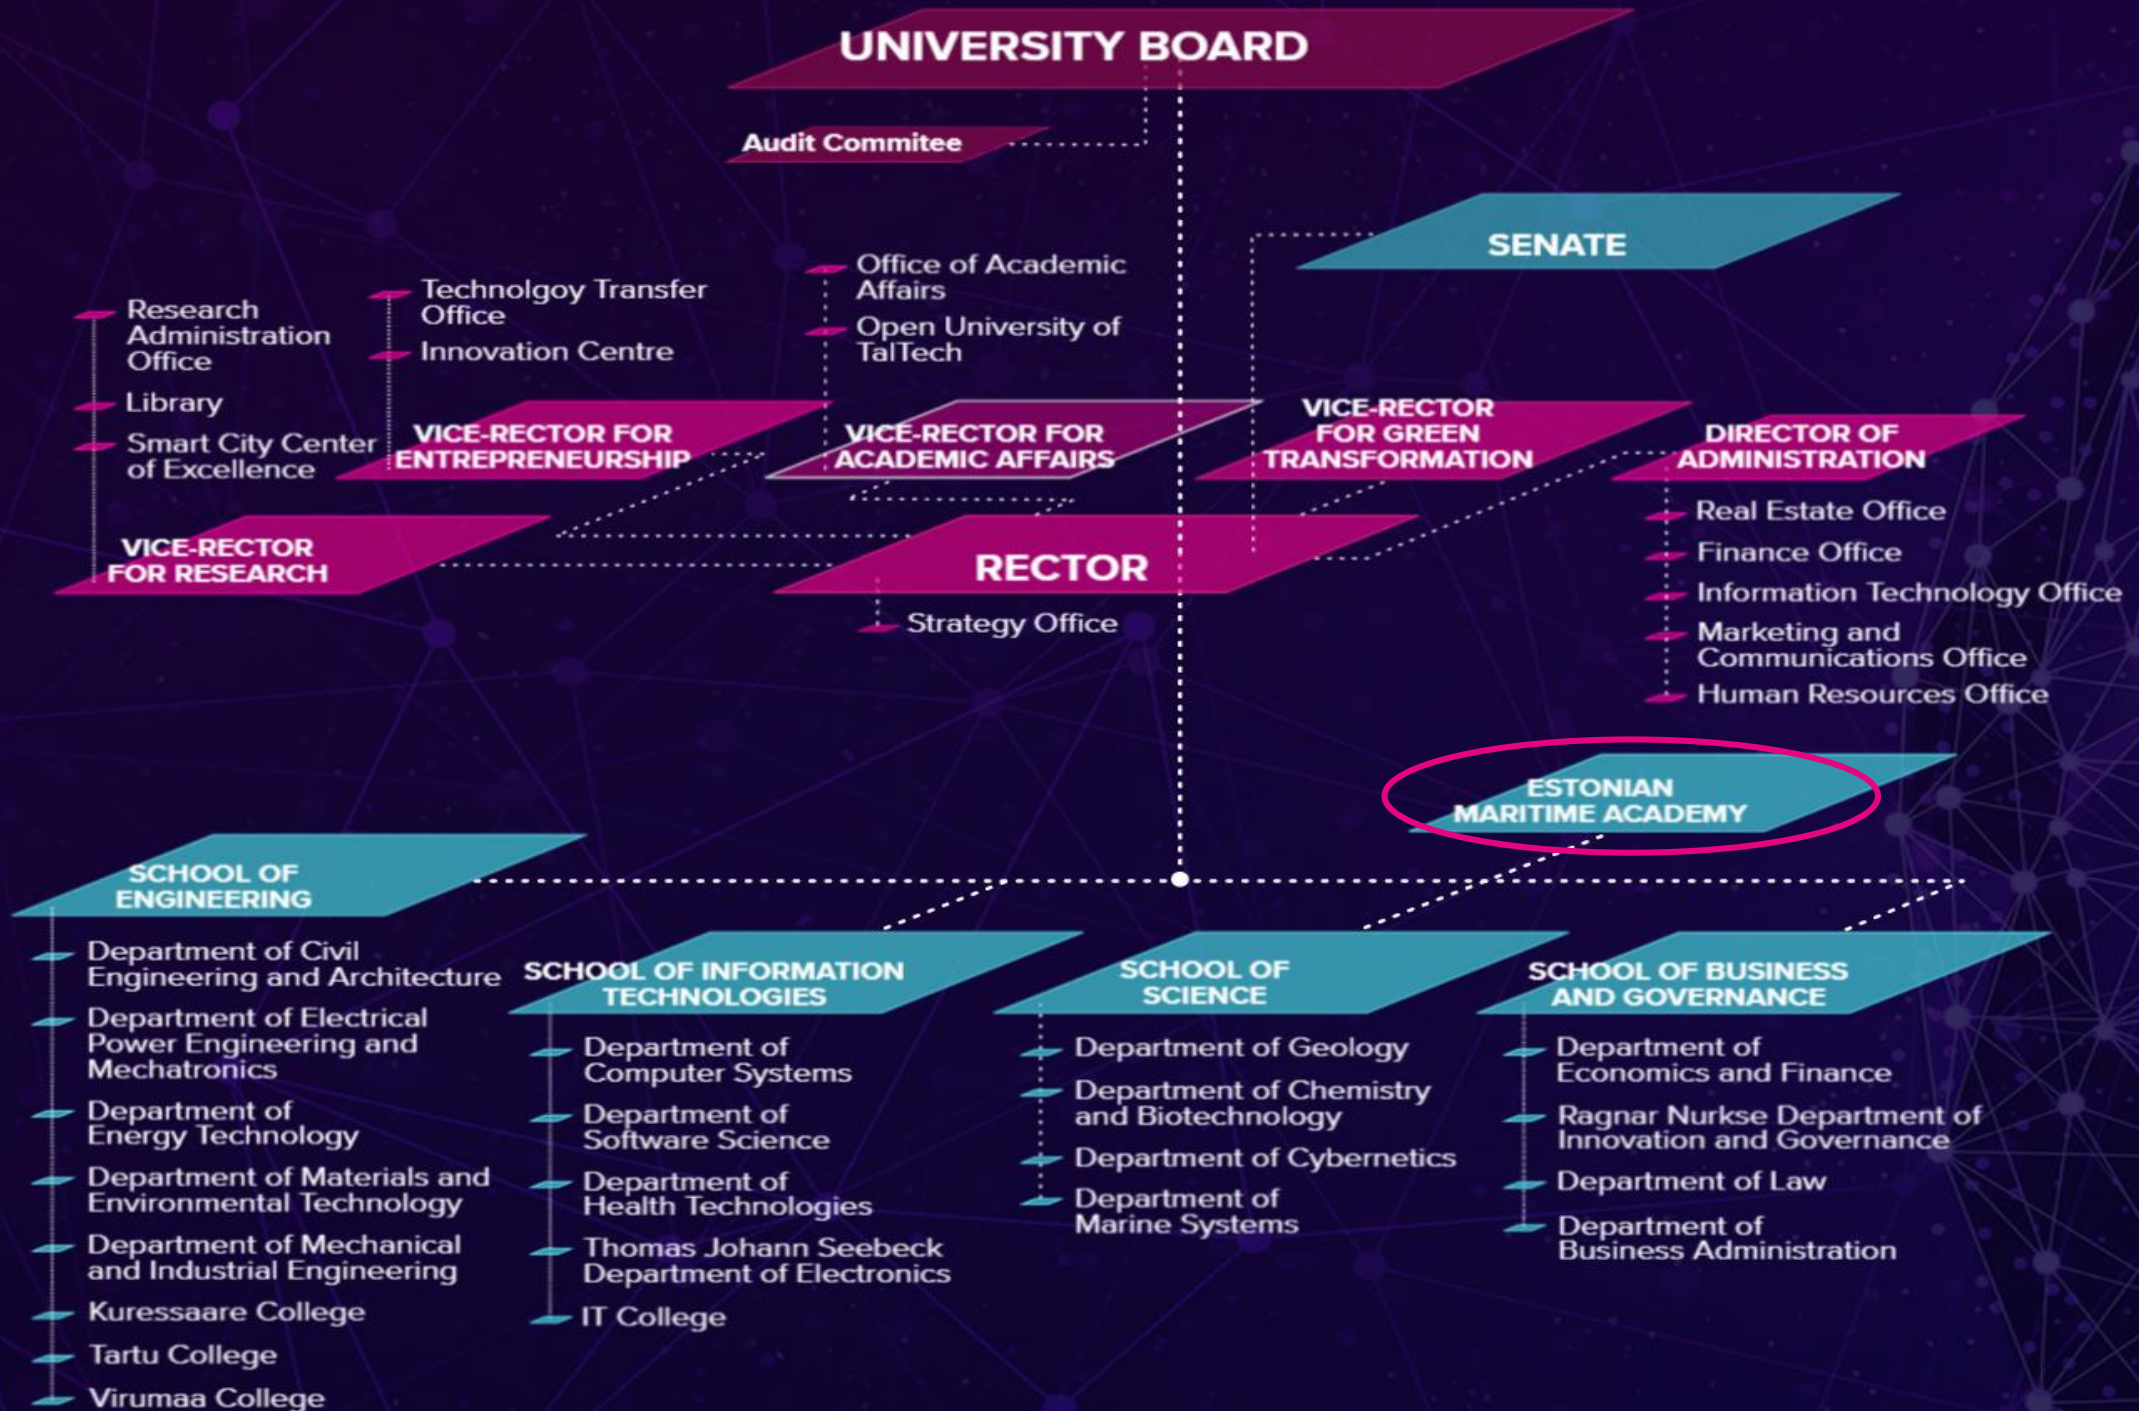 UNIVERSITY BOARD
Audit Commitee
SENATE
Research
Administration
Office
Library
Smart City Center
of Excellence
Technolgoy Transfer
Office
Innovation Centre
Office of Academic
Affairs
Open University of
TalTech
VICE-RECTOR FOR
ENTREPRENEURSHIP
VICE-RECTOR FOR
ACADEMIC AFFAIRS
VICE-RECTOR
FOR GREEN
TRANSFORMATION
DIRECTOR OF
ADMINISTRATION
VICE-RECTOR
FOR RESEARCH
RECTOR
Strategy Office
Real Estate Office
Finance Office
Information Technology Office
Marketing and
Communications Office
Human Resources Office
ESTONIAN
MARITIME ACADEMY
SCHOOL OF
ENGINEERING
Department of Civil
Engineering and Architecture
Department of Electrical
Power Engineering and
Mechatronics
Department of
Energy Technology
Department of Materials and
Environmental Technology
Department of Mechanical
and Industrial Engineering
Kuressaare College
Tartu College
Virumaa College
SCHOOL OF INFORMATION
TECHNOLOGIES
Department of
Computer Systems
Department of
Software Science
Department of
Health Technologies
Thomas Johann Seebeck
Department of Electronics
IT College
SCHOOL OF
SCIENCE
Department of Geology
Department of Chemistry
and Biotechnology
Department of Cybernetics
Department of
Marine Systems
SCHOOL OF BUSINESS
AND GOVERNANCE
Department of
Economics and Finance
Ragnar Nurkse Department of
Innovation and Governance
Department of Law
Department of
Business Administration